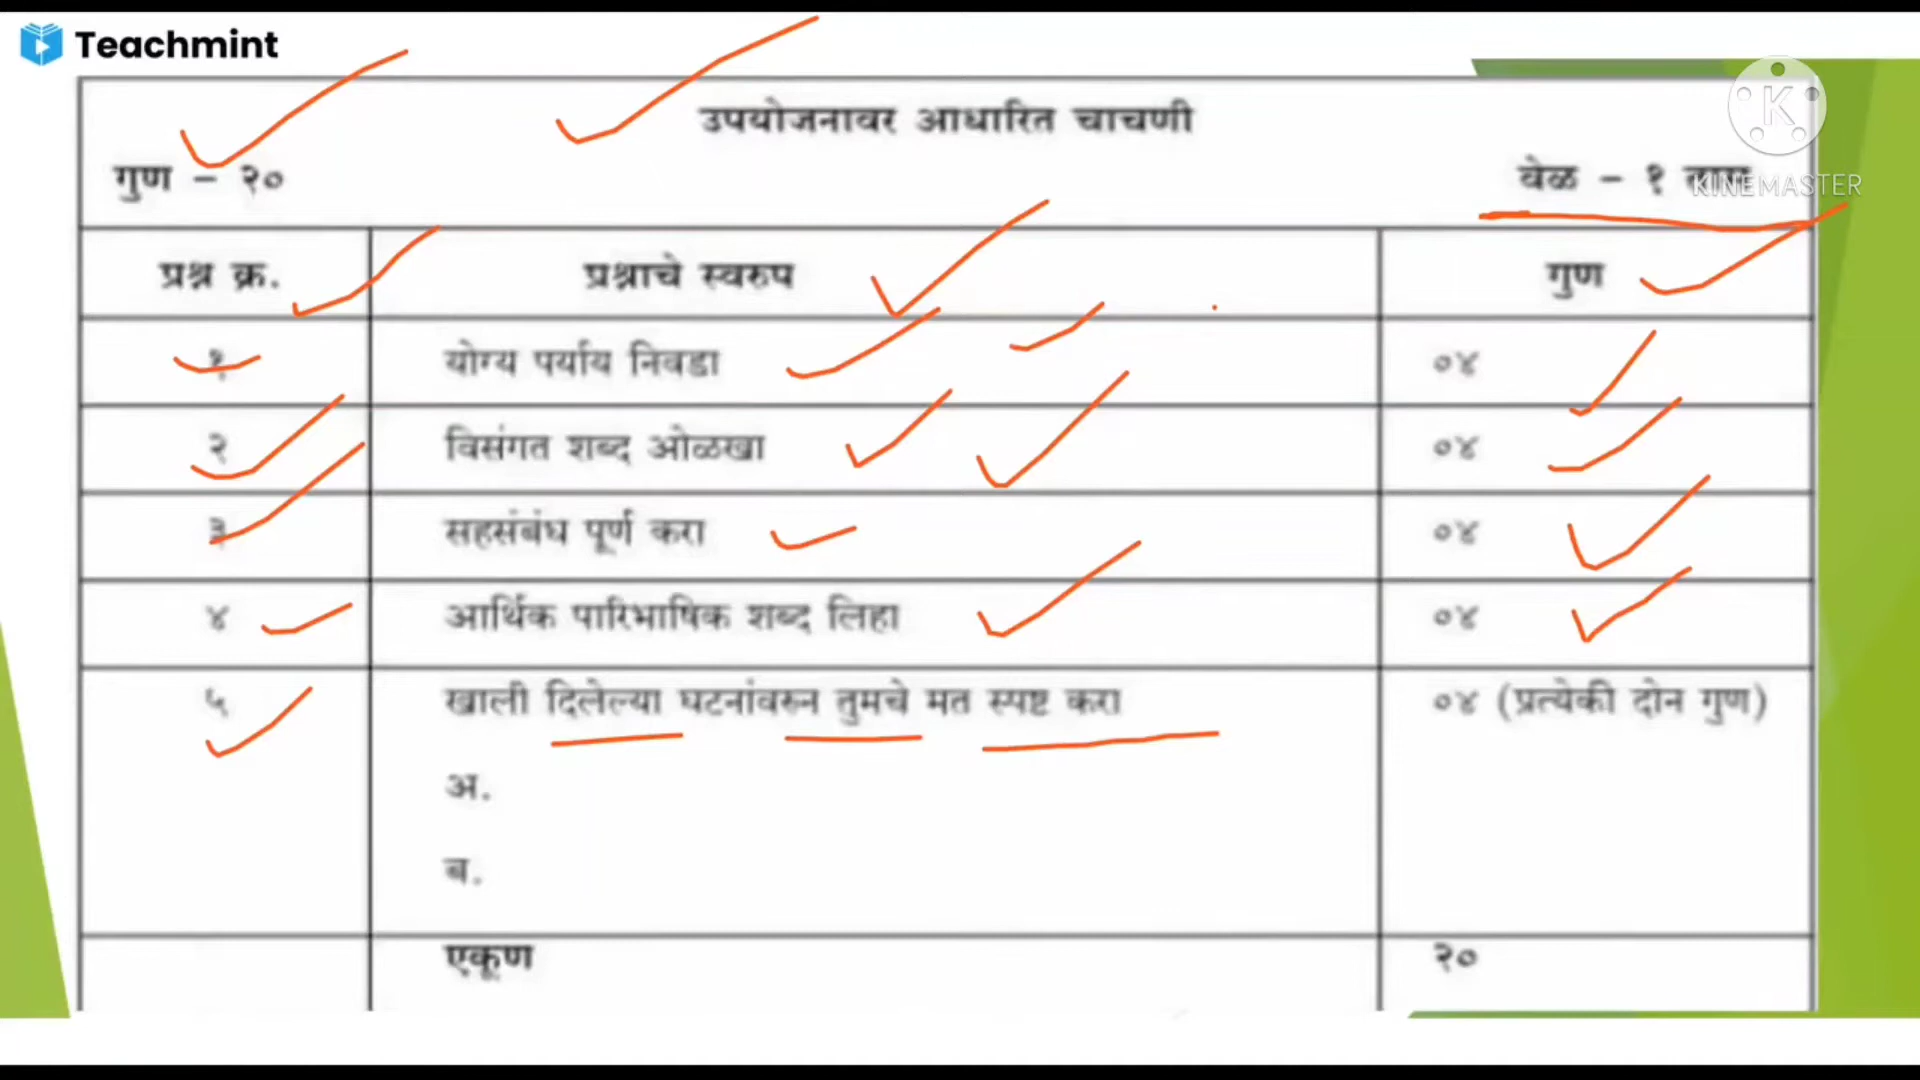 Teachmint
उपयोजनावर आधारित चाचणी
गुण – २०
वेळ – १ तास
KINEMASTER
प्रश्न क्र. प्रश्नाचे स्वरुप गुण
१ योग्य पर्याय निवडा ०४
२ विसंगत शब्द ओळखा ०४
३ सहसंबंध पूर्ण करा ०४
४ आर्थिक पारिभाषिक शब्द लिहा ०४
५ खाली दिलेल्या घटनांवरुन तुमचे मत स्पष्ट करा ०४ (प्रत्येकी दोन गुण)
अ.
ब.
एकूण २०